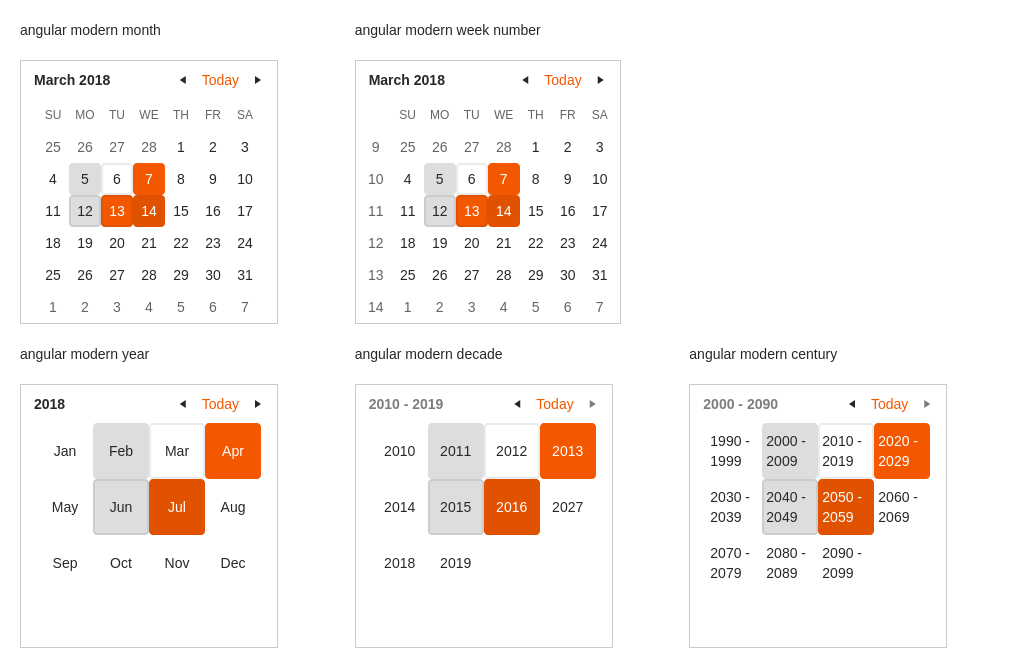 angular modern month
March 2018 Today
SU MO TU WE TH FR SA
25 26 27 28 1 2 3
4 5 6 7 8 9 10
11 12 13 14 15 16 17
18 19 20 21 22 23 24
25 26 27 28 29 30 31
1 2 3 4 5 6 7
angular modern week number
March 2018 Today
SU MO TU WE TH FR SA
9 25 26 27 28 1 2 3
10 4 5 6 7 8 9 10
11 11 12 13 14 15 16 17
12 18 19 20 21 22 23 24
13 25 26 27 28 29 30 31
14 1 2 3 4 5 6 7
angular modern year
2018 Today
Jan Feb Mar Apr
May Jun Jul Aug
Sep Oct Nov Dec
angular modern decade
2010 - 2019 Today
2010 2011 2012 2013
2014 2015 2016 2027
2018 2019
angular modern century
2000 - 2090 Today
1990 - 2000 - 2010 - 2020 -
1999 2009 2019 2029
2030 - 2040 - 2050 - 2060 -
2039 2049 2059 2069
2070 - 2080 - 2090 -
2079 2089 2099